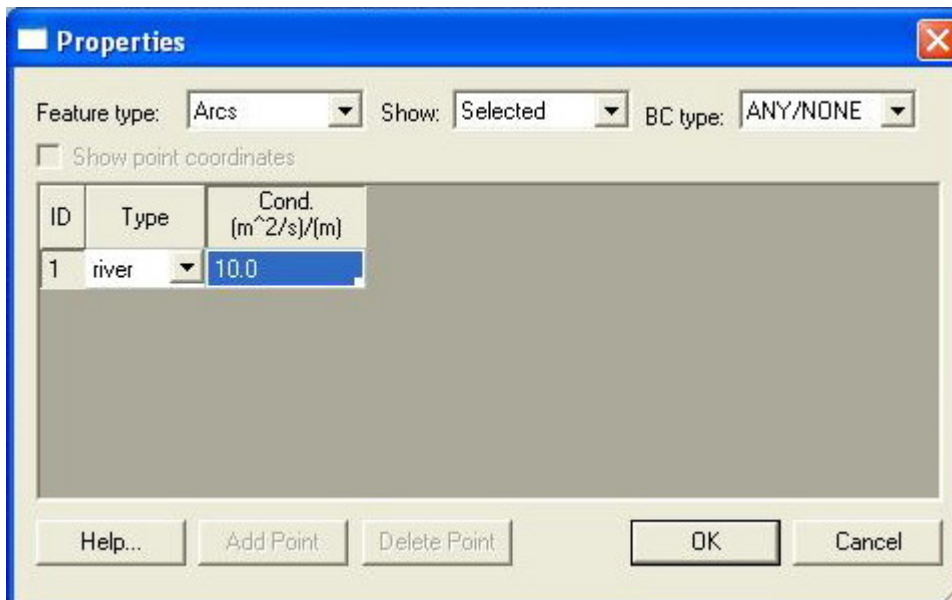 Properties
Feature type: Arcs Show: Selected BC type: ANY/NONE
Show point coordinates
ID Type Cond. (m^2/s)/(m)
1 river 10.0
Help... Add Point Delete Point OK Cancel